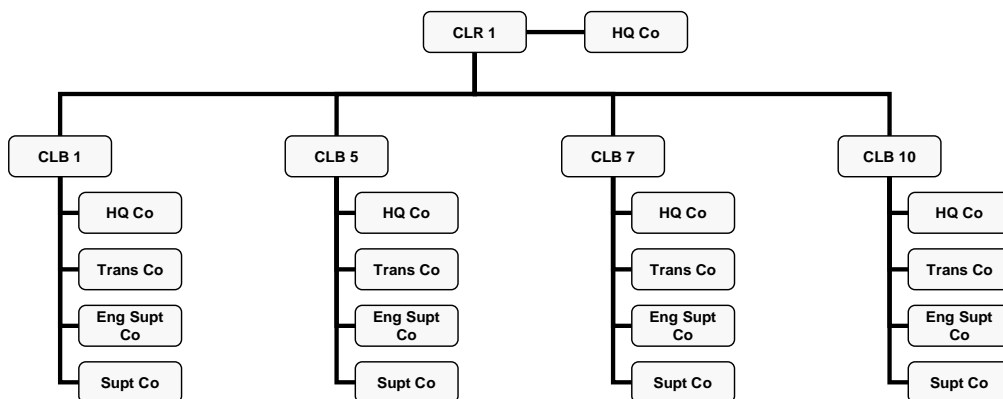 CLR 1
HQ Co
CLB 1
CLB 5
CLB 7
CLB 10
HQ Co
HQ Co
HQ Co
HQ Co
Trans Co
Trans Co
Trans Co
Trans Co
Eng Supt
Co
Eng Supt
Co
Eng Supt
Co
Eng Supt
Co
Supt Co
Supt Co
Supt Co
Supt Co